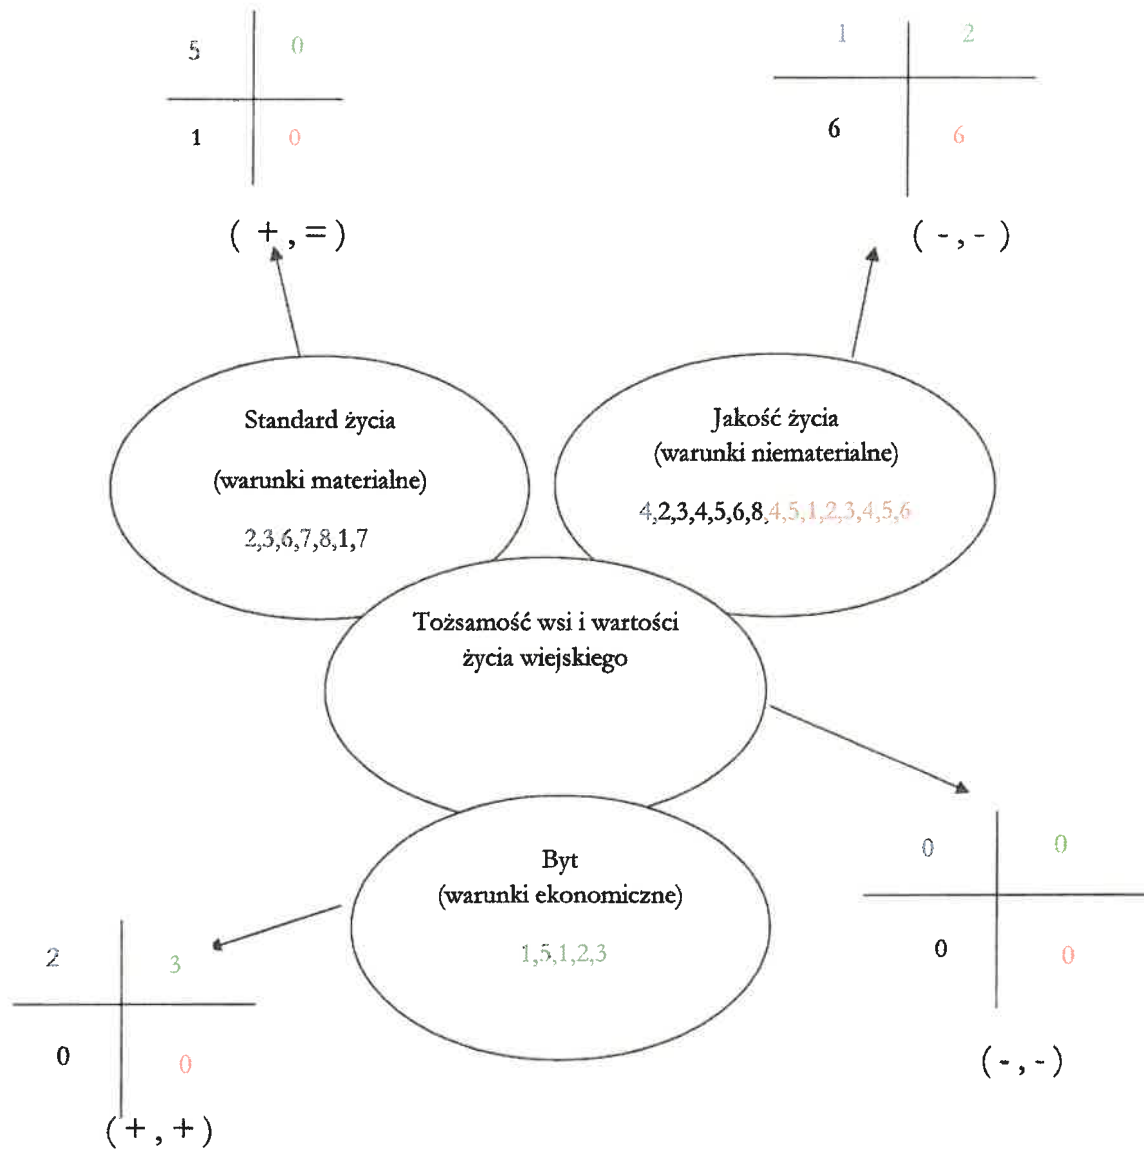 5 0
1 0
( + , = )
1 2
6 6
( - , - )
Standard życia
(warunki materialne)
2,3,6,7,8,1,7
Jakość życia
(warunki niematerialne)
4,2,3,4,5,6,8,4,5,1,2,3,4,5,6
Tożsamość wsi i wartości
życia wiejskiego
Byt
(warunki ekonomiczne)
1,5,1,2,3
0 0
0 0
( - , - )
2 3
0 0
( + , + )